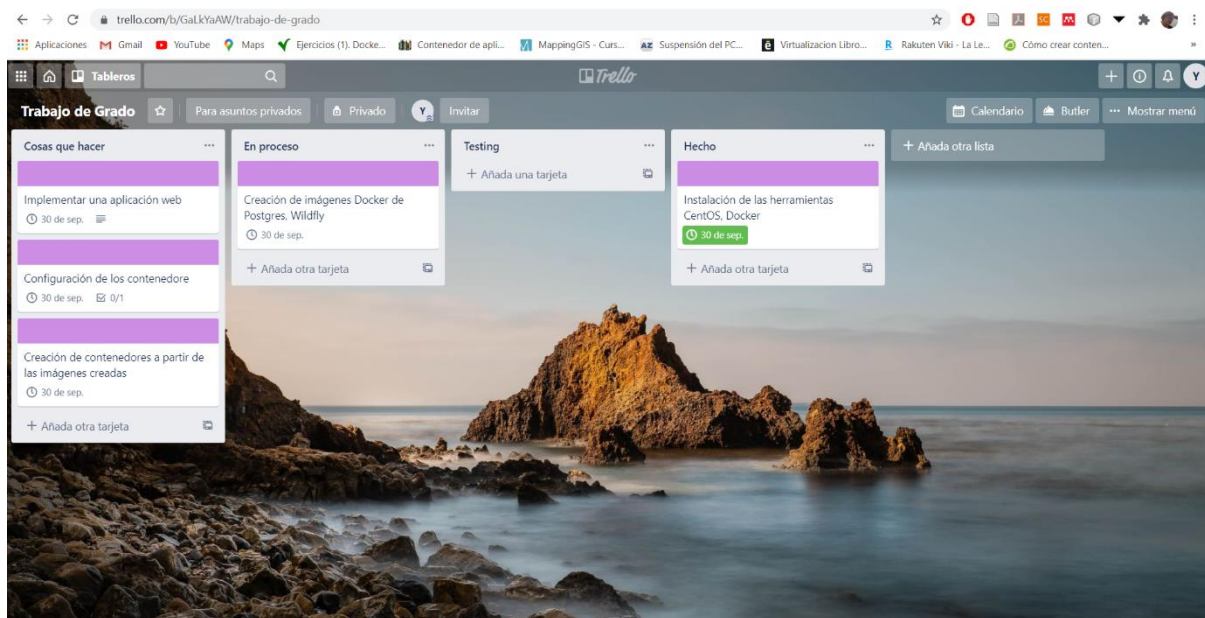 trello.com/b/GaLkYaAW/trabajo-de-grado
Aplicaciones Gmail YouTube Maps Ejercicios (1). Docke... Contenedor de apli... MappingGIS - Curs... AZ Suspensión del PC... Virtualizacion Libro... Rakuten Viki - La Le... Cómo crear conten... »
Tableros Trello Y
Trabajo de Grado Para asuntos privados Privado Y Invitar Calendario Butler ... Mostrar menú
Cosas que hacer ...
Implementar una aplicación web
30 de sep.
Configuración de los contenedore
30 de sep. 0/1
Creación de contenedores a partir de
las imágenes creadas
30 de sep.
+ Añada otra tarjeta
En proceso ...
Creación de imágenes Docker de
Postgres, Wildfly
30 de sep.
+ Añada otra tarjeta
Testing ...
+ Añada una tarjeta
Hecho ...
Instalación de las herramientas
CentOS, Docker
30 de sep.
+ Añada otra tarjeta
+ Añada otra lista